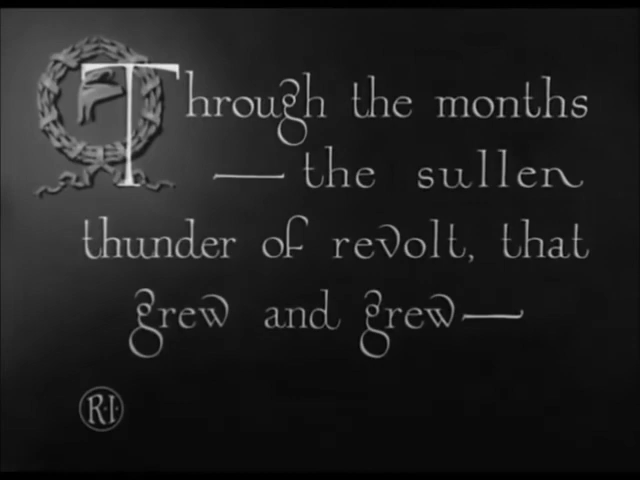 Through the months
— the sullen
thunder of revolt, that
grew and grew—
R·I·